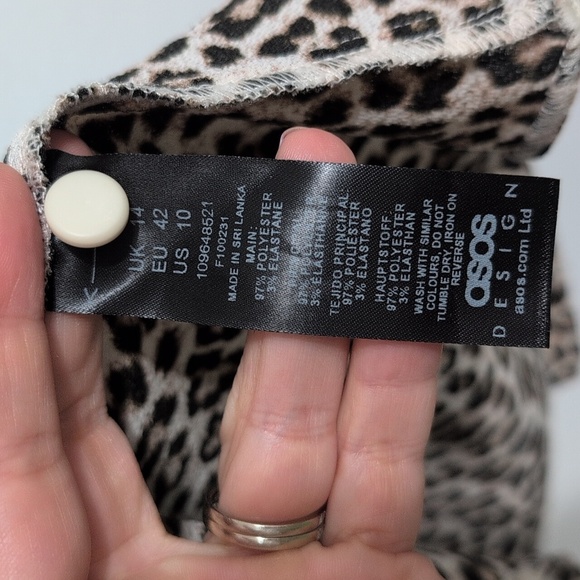 UK 14
EU 42
US 10
109648521
F100231
MADE IN SRI LANKA
MAIN:
97% POLYESTER
3% ELASTANE
3% ELASTHANNE
TEJIDO PRINCIPAL:
97% POLIÉSTER
3% ELASTANO
HAUPTSTOFF:
97% POLYESTER
3% ELASTHAN
WASH WITH SIMILAR
COLOURS, DO NOT
TUMBLE DRY, IRON ON
REVERSE
asos
DESIGN
asos.com Ltd